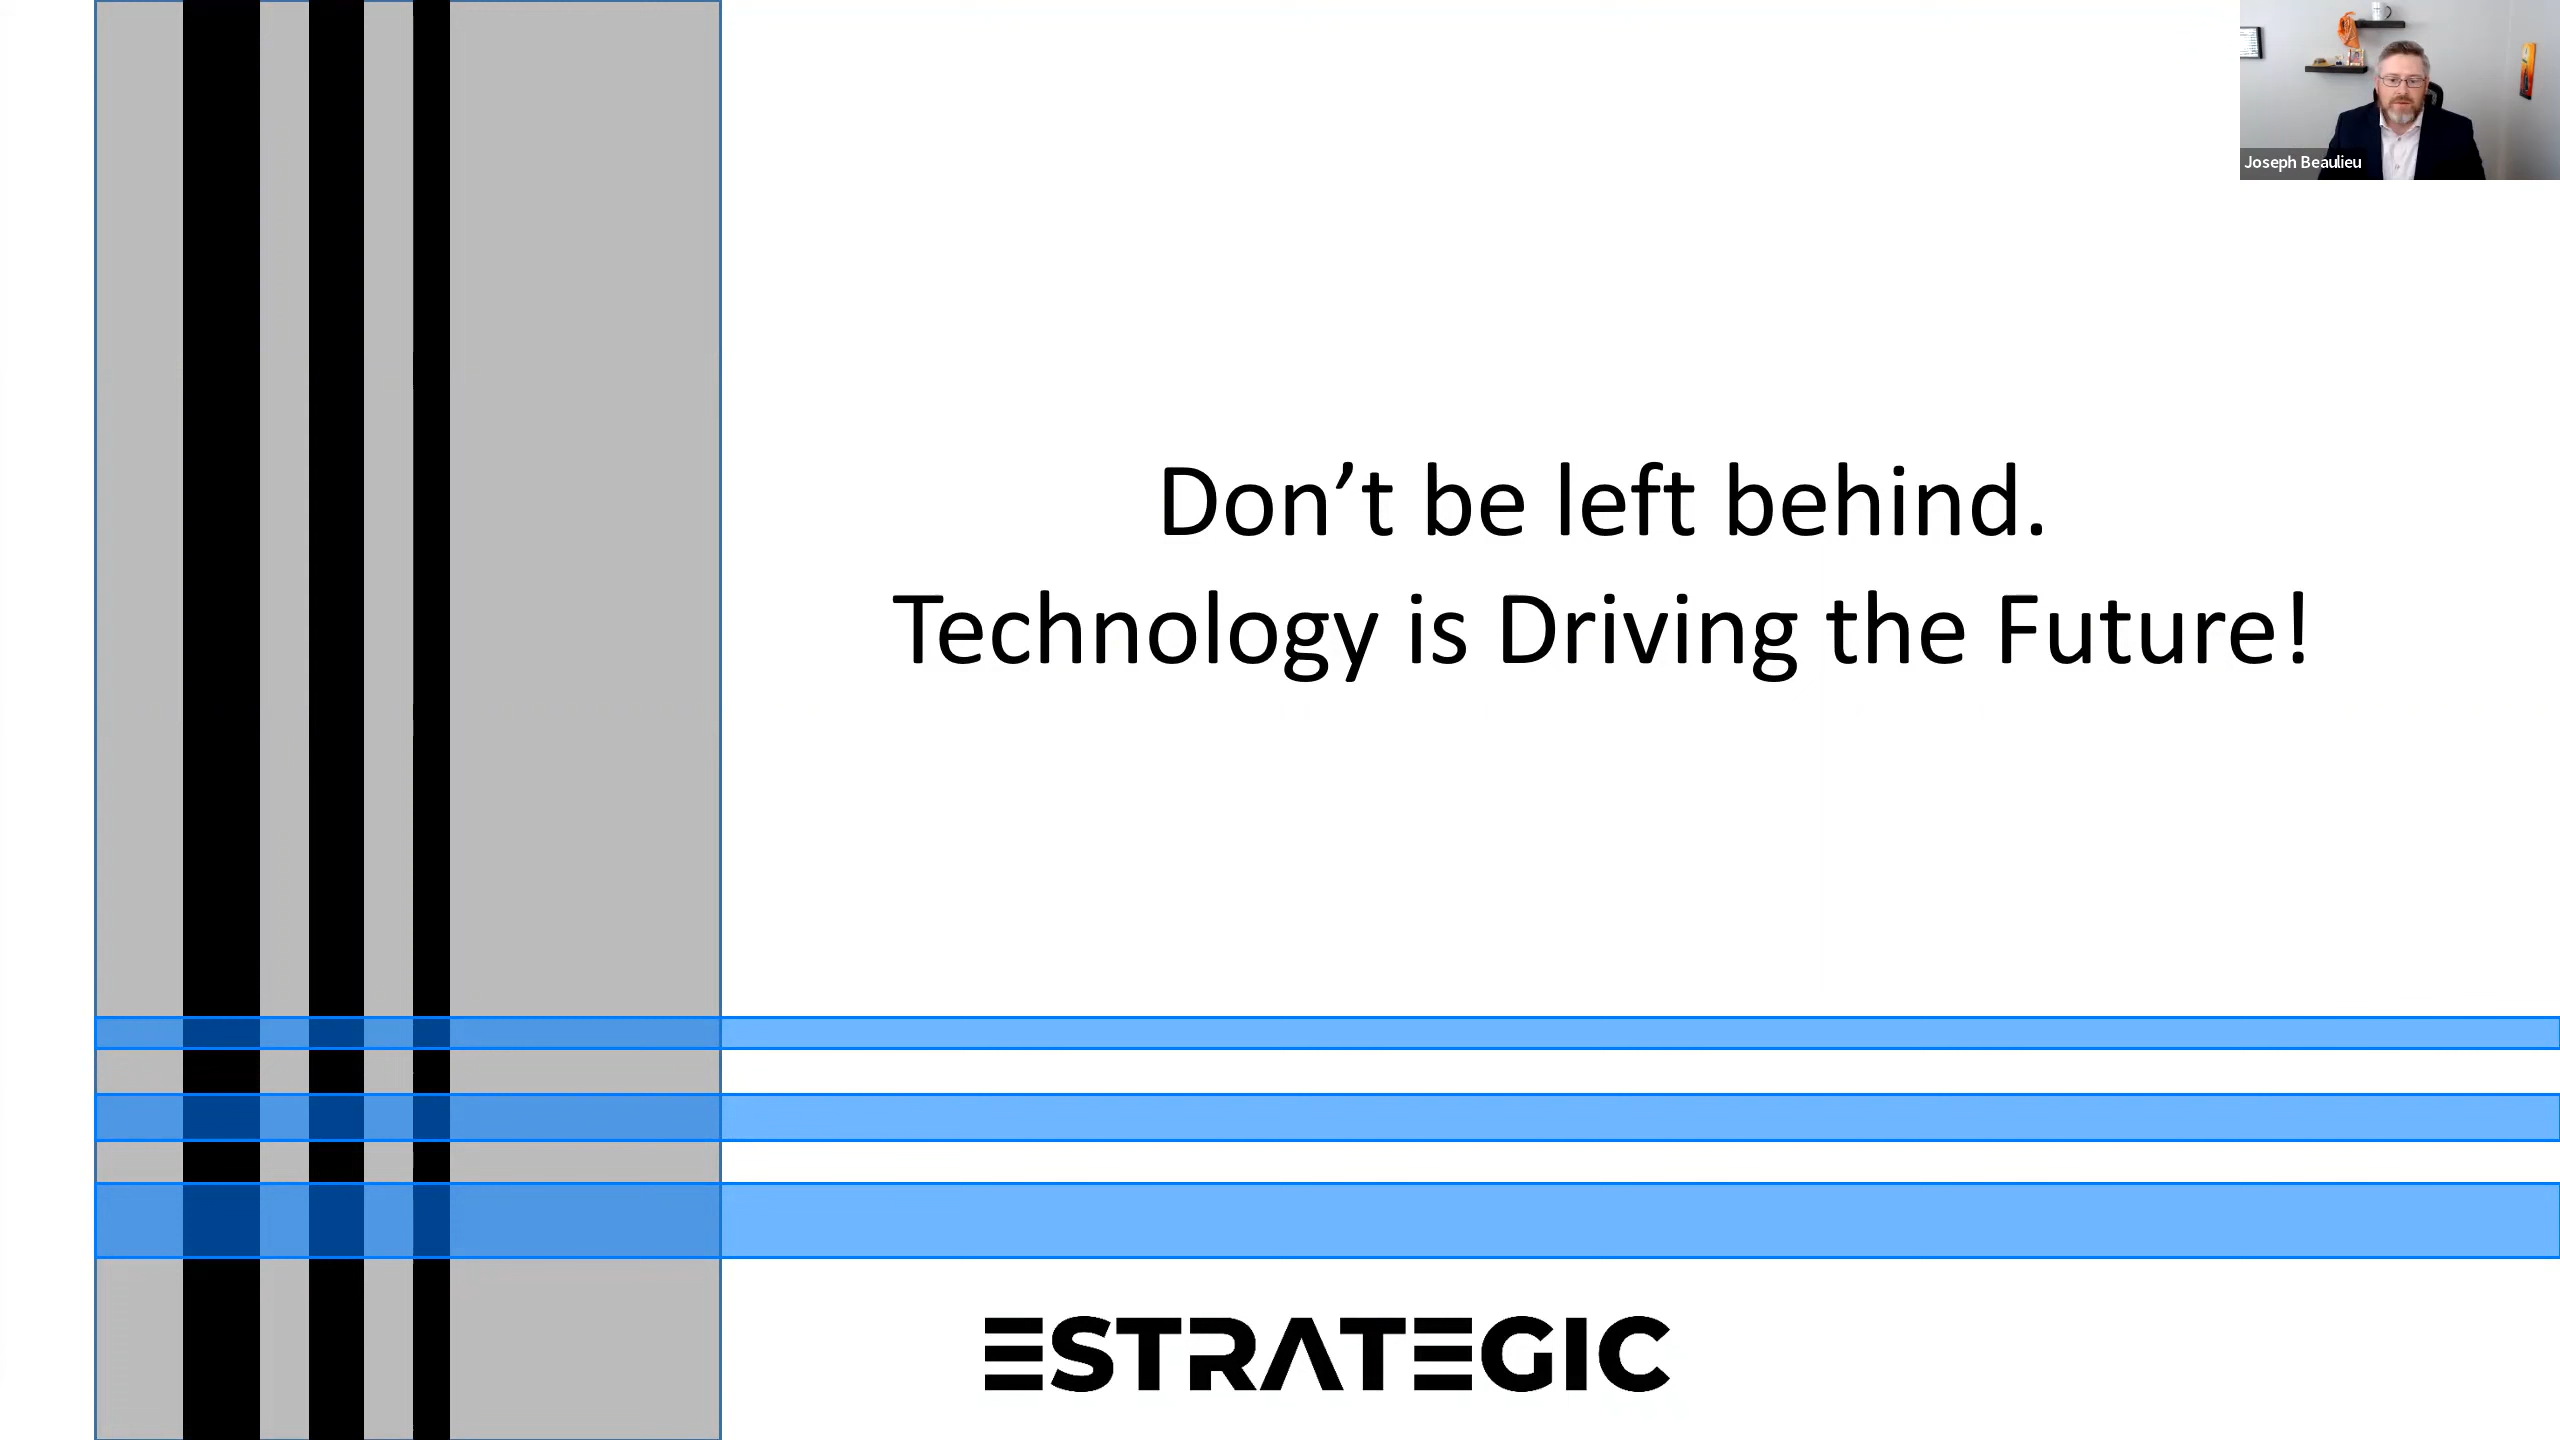 Joseph Beaulieu
Don’t be left behind.
Technology is Driving the Future!
ESTRATEGIC